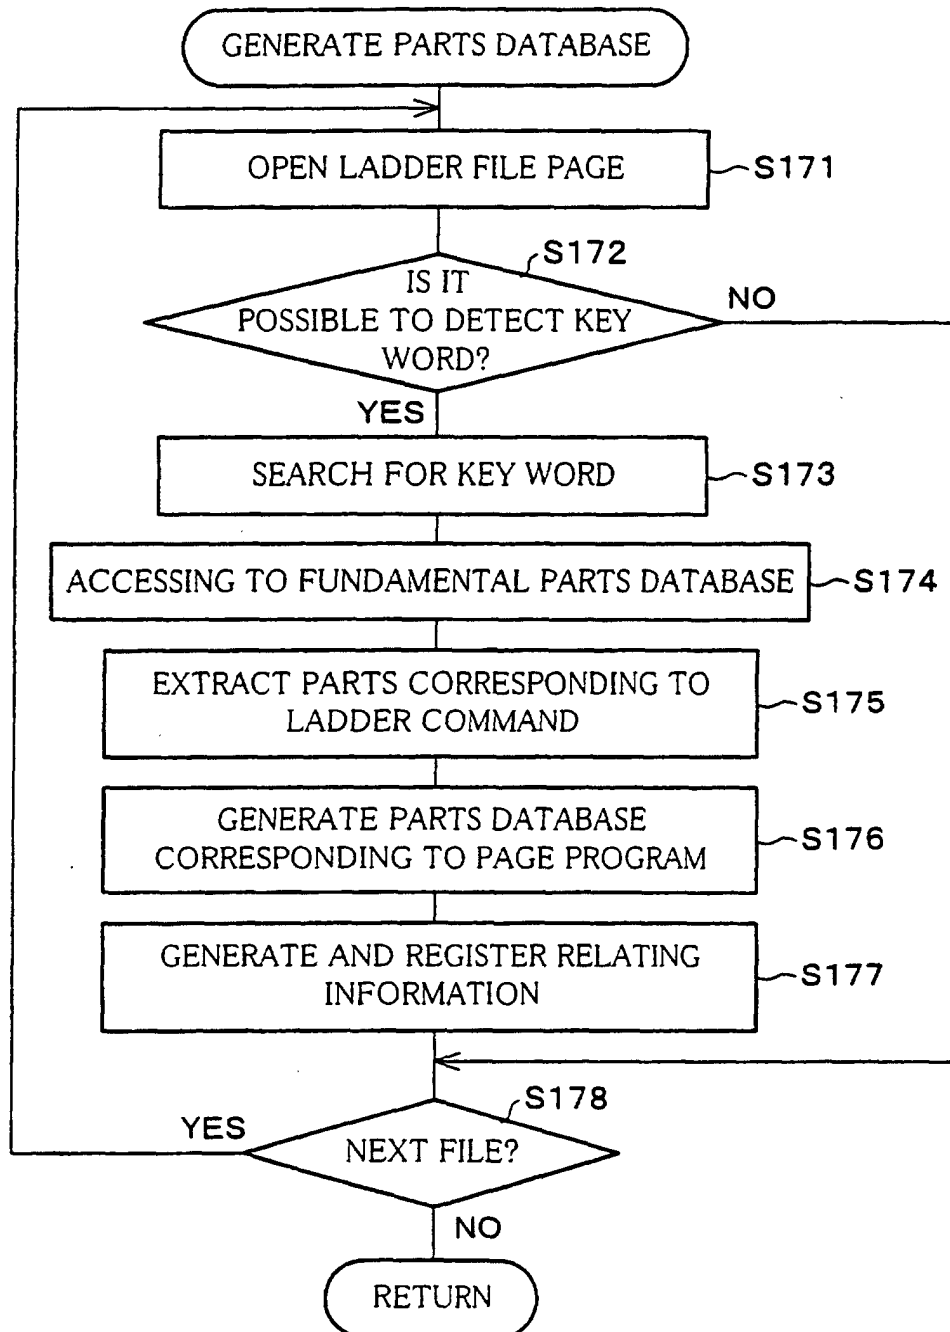 GENERATE PARTS DATABASE
OPEN LADDER FILE PAGE
S171
S172
IS IT
POSSIBLE TO DETECT KEY
WORD?
NO
YES
SEARCH FOR KEY WORD
S173
ACCESSING TO FUNDAMENTAL PARTS DATABASE
S174
EXTRACT PARTS CORRESPONDING TO
LADDER COMMAND
S175
GENERATE PARTS DATABASE
CORRESPONDING TO PAGE PROGRAM
S176
GENERATE AND REGISTER RELATING
INFORMATION
S177
S178
YES
NEXT FILE?
NO
RETURN